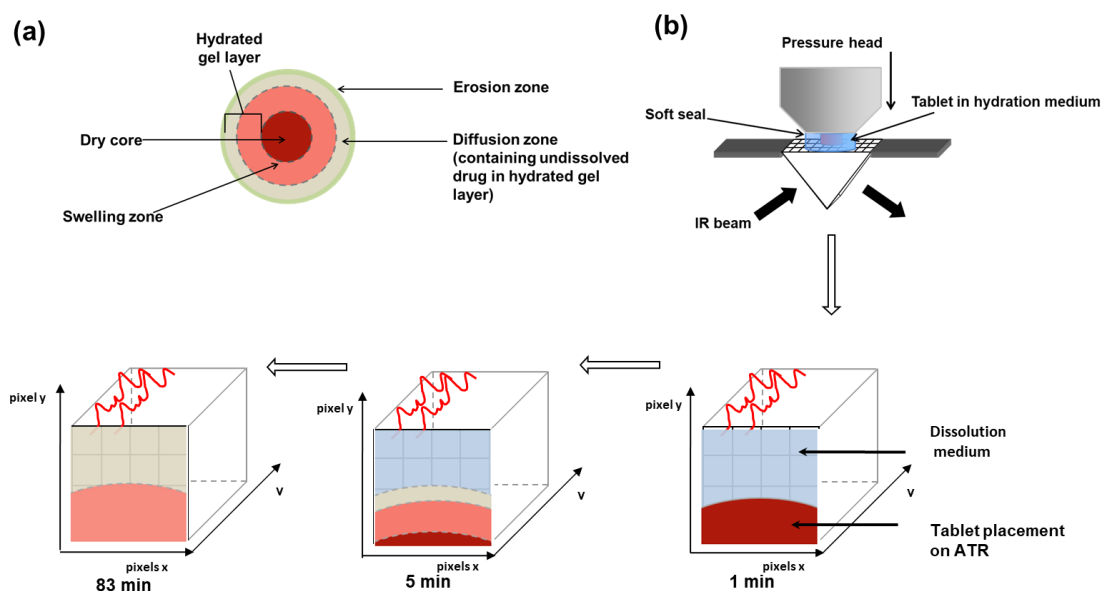 (a)
Hydrated
gel layer
Erosion zone
Dry core
Diffusion zone
(containing undissolved
drug in hydrated gel
layer)
Swelling zone
(b)
Pressure head
Soft seal
Tablet in hydration medium
IR beam
pixel y
v
pixels x
83 min
pixel y
pixels x
5 min
pixel y
Dissolution
medium
v
Tablet placement
on ATR
pixels x
1 min